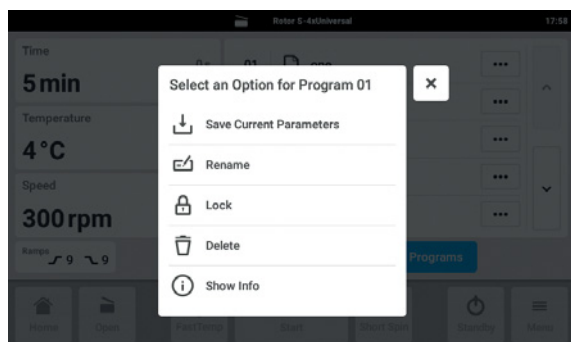 Rotor S-4xUniversal
17:58
Time
5 min
01
Temperature
4°C
Speed
300 rpm
Ramps
9
9
Programs
Select an Option for Program 01
Save Current Parameters
Rename
Lock
Delete
Show Info
Home
Open
FastTemp
Start
Short Spin
Standby
Menu